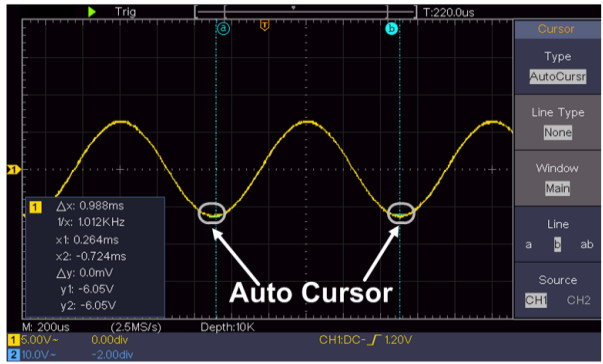 Trig
T
T:220.0us
a
b
Cursor
Type
AutoCursr
Line Type
None
Window
Main
Line
a b ab
Source
CH1 CH2
1
1
△x: 0.988ms
1/x: 1.012KHz
x1: 0.264ms
x2: -0.724ms
△y: 0.0mV
y1: -6.05V
y2: -6.05V
Auto Cursor
M: 200us (2.5MS/s) Depth:10K
1 5.00V~ 0.00div CH1:DC- 1.20V
2 10.0V~ -2.00div